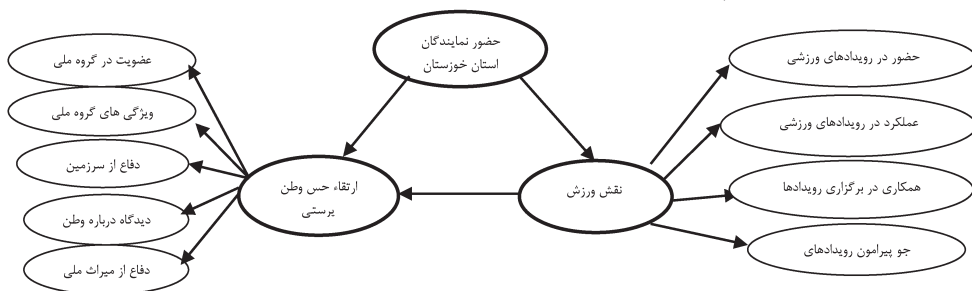 حضور نمایندگان
استان خوزستان
حضور در رویدادهای ورزشی
عملکرد در رویدادهای ورزشی
همکاری در برگزاری رویدادها
جو پیرامون رویدادهای
نقش ورزش
ارتقاء حس وطن
پرستی
عضویت در گروه ملی
ویژگی های گروه ملی
دفاع از سرزمین
دیدگاه درباره وطن
دفاع از میراث ملی